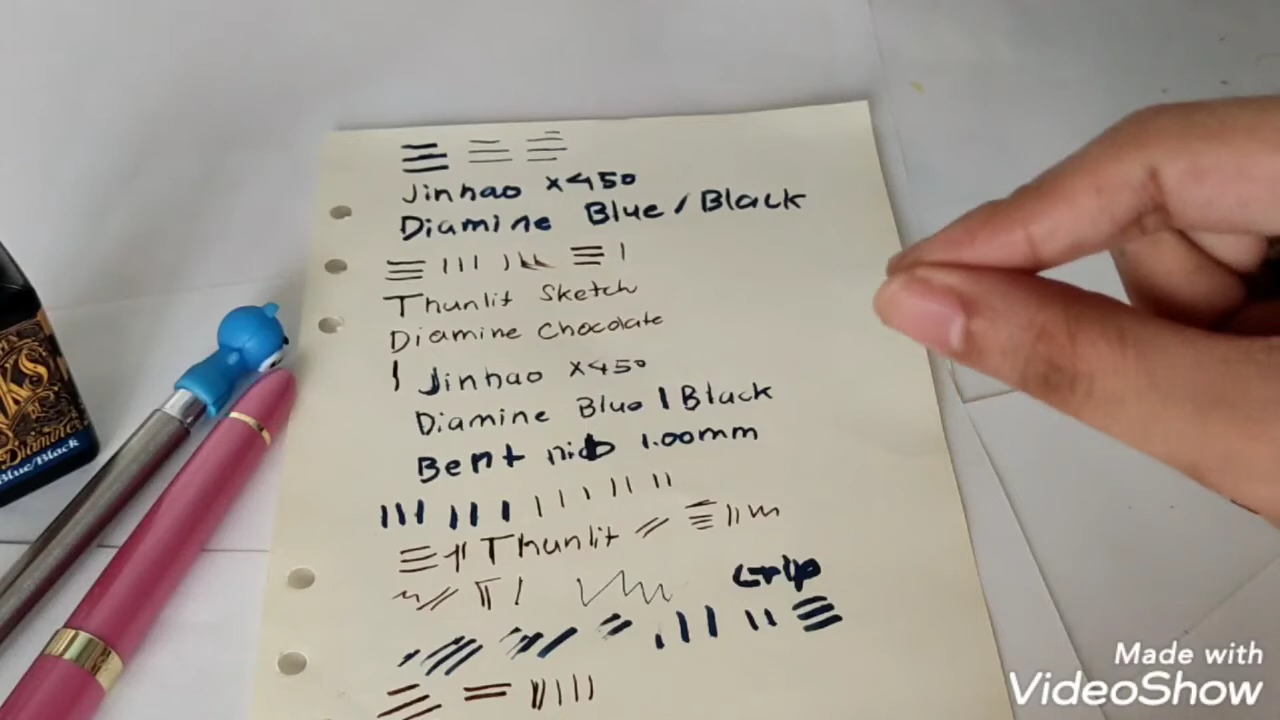 Jinhao x450
Diamine Blue/Black
Thunlit Sketch
Diamine Chocolate
Jinhao x450
Diamine Blue/Black
Bent nib 1.00mm
Thunlit
KS
Diamine
Blue/Black
Made with
VideoShow